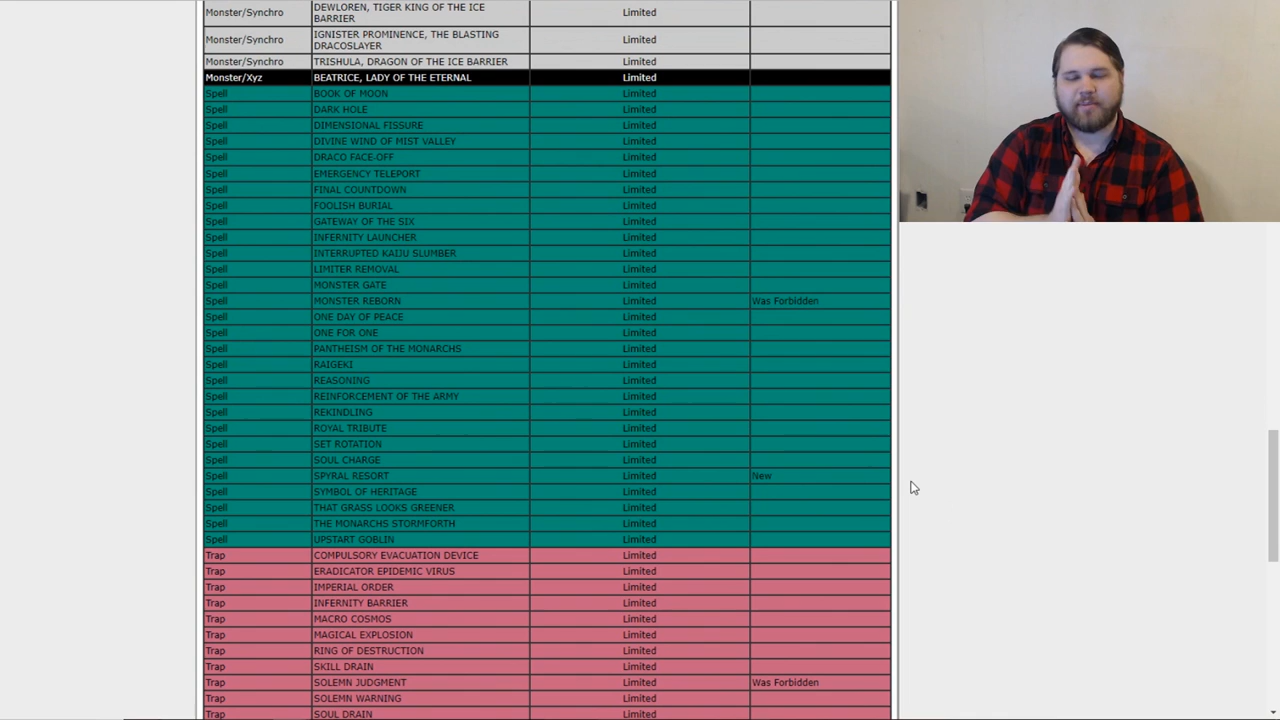 DEWLOREN, TIGER KING OF THE ICE
Monster/Synchro BARRIER Limited
IGNISTER PROMINENCE, THE BLASTING
Monster/Synchro DRACOSLAYER Limited
Monster/Synchro TRISHULA, DRAGON OF THE ICE BARRIER Limited
Monster/Xyz BEATRICE, LADY OF THE ETERNAL Limited
Spell BOOK OF MOON Limited
Spell DARK HOLE Limited
Spell DIMENSIONAL FISSURE Limited
Spell DIVINE WIND OF MIST VALLEY Limited
Spell DRACO FACE-OFF Limited
Spell EMERGENCY TELEPORT Limited
Spell FINAL COUNTDOWN Limited
Spell FOOLISH BURIAL Limited
Spell GATEWAY OF THE SIX Limited
Spell INFERNITY LAUNCHER Limited
Spell INTERRUPTED KAIJU SLUMBER Limited
Spell LIMITER REMOVAL Limited
Spell MONSTER GATE Limited
Spell MONSTER REBORN Limited Was Forbidden
Spell ONE DAY OF PEACE Limited
Spell ONE FOR ONE Limited
Spell PANTHEISM OF THE MONARCHS Limited
Spell RAIGEKI Limited
Spell REASONING Limited
Spell REINFORCEMENT OF THE ARMY Limited
Spell REKINDLING Limited
Spell ROYAL TRIBUTE Limited
Spell SET ROTATION Limited
Spell SOUL CHARGE Limited
Spell SPYRAL RESORT Limited New
Spell SYMBOL OF HERITAGE Limited
Spell THAT GRASS LOOKS GREENER Limited
Spell THE MONARCHS STORMFORTH Limited
Spell UPSTART GOBLIN Limited
Trap COMPULSORY EVACUATION DEVICE Limited
Trap ERADICATOR EPIDEMIC VIRUS Limited
Trap IMPERIAL ORDER Limited
Trap INFERNITY BARRIER Limited
Trap MACRO COSMOS Limited
Trap MAGICAL EXPLOSION Limited
Trap RING OF DESTRUCTION Limited
Trap SKILL DRAIN Limited
Trap SOLEMN JUDGMENT Limited Was Forbidden
Trap SOLEMN WARNING Limited
Trap SOUL DRAIN Limited